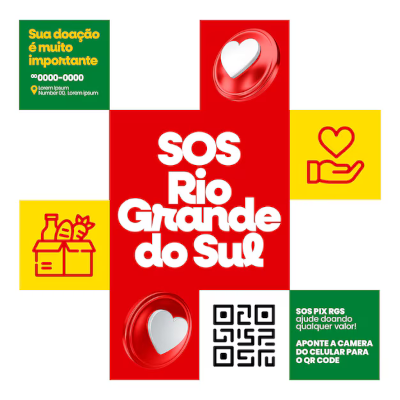 Sua doação
é muito
importante
00 0000-0000
Lorem Ipsum
Number 00, Lorem Ipsum
SOS
Rio
Grande
do Sul
SOS PIX RGS
ajude doando
qualquer valor!
APONTE A CAMERA
DO CELULAR PARA
O QR CODE